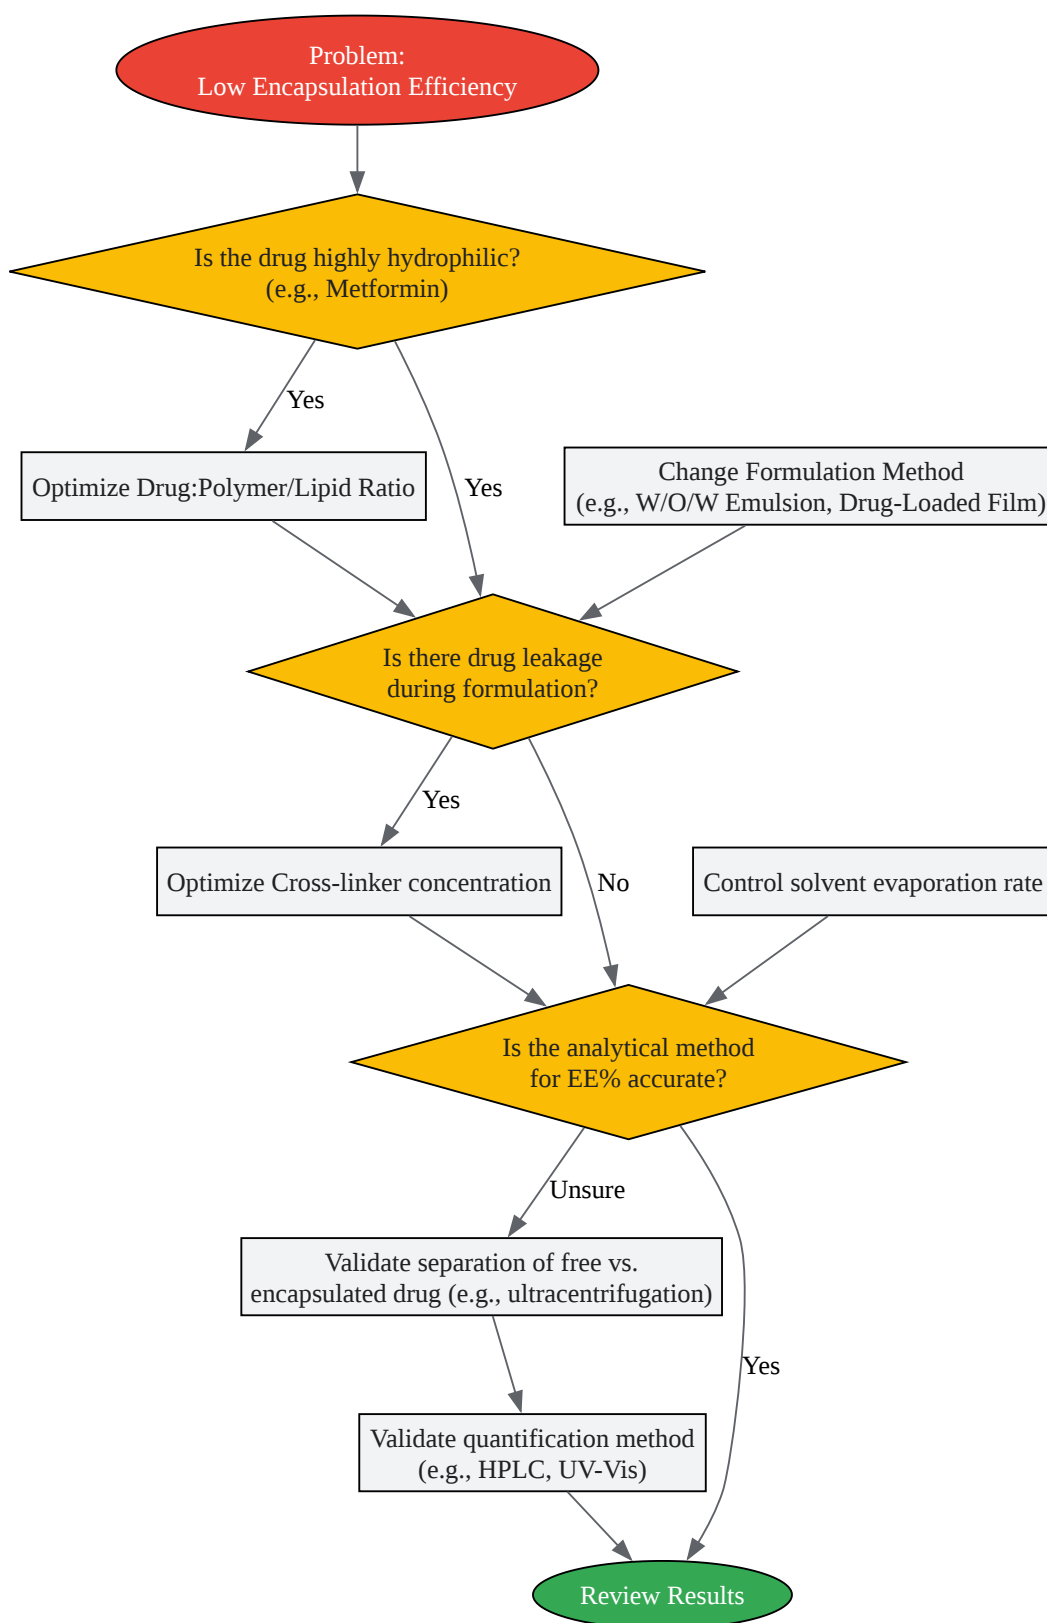 Problem:
Low Encapsulation Efficiency
Is the drug highly hydrophilic?
(e.g., Metformin)
Yes
Yes
Optimize Drug:Polymer/Lipid Ratio
Change Formulation Method
(e.g., W/O/W Emulsion, Drug-Loaded Film)
Is there drug leakage
during formulation?
Yes
No
Optimize Cross-linker concentration
Control solvent evaporation rate
Is the analytical method
for EE% accurate?
Unsure
Validate separation of free vs.
encapsulated drug (e.g., ultracentrifugation)
Yes
Validate quantification method
(e.g., HPLC, UV-Vis)
Review Results